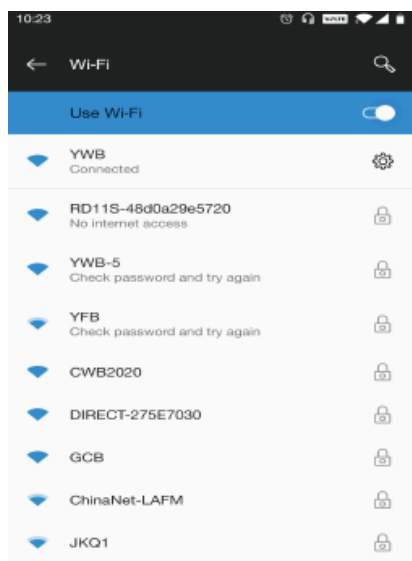 10:23
Wi-Fi
Use Wi-Fi
YWB
Connected
RD11S-48d0a29e5720
No internet access
YWB-5
Check password and try again
YFB
Check password and try again
CWB2020
DIRECT-275E7030
GCB
ChinaNet-LAFM
JKQ1